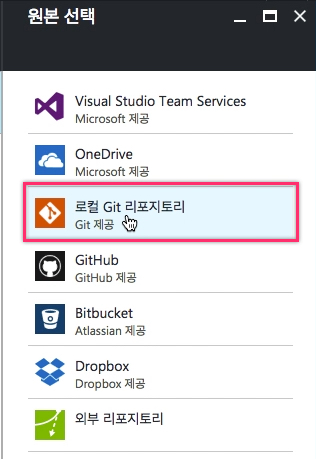 원본 선택
Visual Studio Team Services
Microsoft 제공
OneDrive
Microsoft 제공
로컬 Git 리포지토리
Git 제공
GitHub
GitHub 제공
Bitbucket
Atlassian 제공
Dropbox
Dropbox 제공
외부 리포지토리